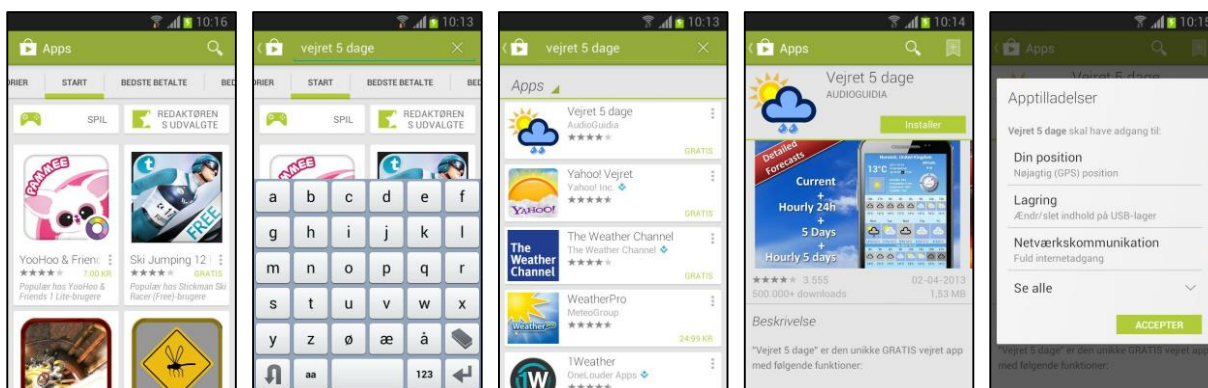 10:16
Apps
ORIER START BEDSTE BETALTE BED
SPIL
REDAKTØREN
S UDVALGTE
PAMMEE
FREE
YooHoo & Frienc
7:00 KR
Populær hos YooHoo &
Friends 1 Lite-brugere
Ski Jumping 12
GRATIS
Populær hos Stickman Ski
Racer (Free)-brugere
10:13
vejret 5 dage
RIER START BEDSTE BETALTE BEI
SPIL
REDAKTØREN
S UDVALGTE
a b c d e f
g h i j k l
m n o p q r
s t u v w x
y z ø æ å
aa 123
10:13
vejret 5 dage
Apps
Vejret 5 dage
AudioGuidia
GRATIS
YAHOO!
Yahoo! Vejret
Yahoo! Inc.
GRATIS
The
Weather
Channel
The Weather Channel
The Weather Channel
GRATIS
WeatherPro
MeteoGroup
24:99 KR
1W
1Weather
OneLouder Apps
10:14
Apps
Vejret 5 dage
AUDIOGUIDIA
Installer
Detailed
Forecasts
Current
+
Hourly 24h
+
5 Days
+
Hourly 5 days
Norwich, United Kingdom
13°C
3.555
02-04-2013
500.000+ downloads
1,53 MB
Beskrivelse
"Vejret 5 dage" er den unikke GRATIS vejret app
med følgende funktioner:
10:15
Apps
Vejret 5 dage
Apptilladelser
Vejret 5 dage skal have adgang til:
Din position
Nøjagtig (GPS) position
Lagring
Ændr/slet indhold på USB-lager
Netværkskommunikation
Fuld internetadgang
Se alle
ACCEPTER
"Vejret 5 dage" er den unikke GRATIS vejret app
med følgende funktioner: